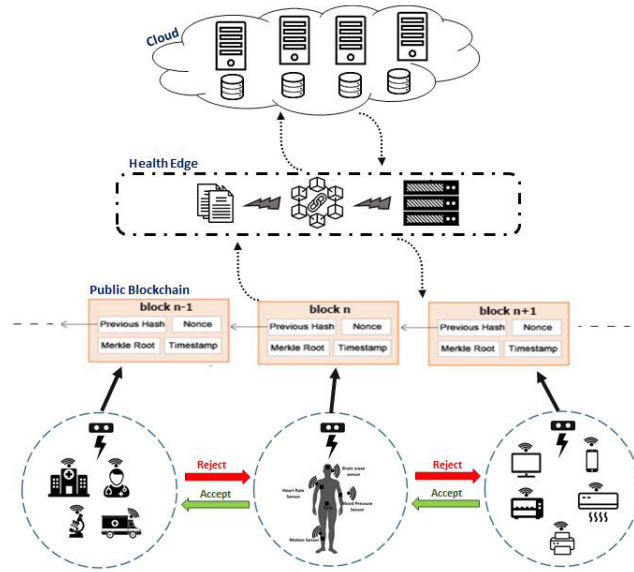 Cloud
Health Edge
Public Blockchain
block n-1
Previous Hash
Nonce
Merkle Root
Timestamp
block n
Previous Hash
Nonce
Merkle Root
Timestamp
block n+1
Previous Hash
Nonce
Merkle Root
Timestamp
Reject
Accept
Brain wave
sensor
Heart Rate
Sensor
Blood Pressure
Sensor
Motion Sensor
Reject
Accept